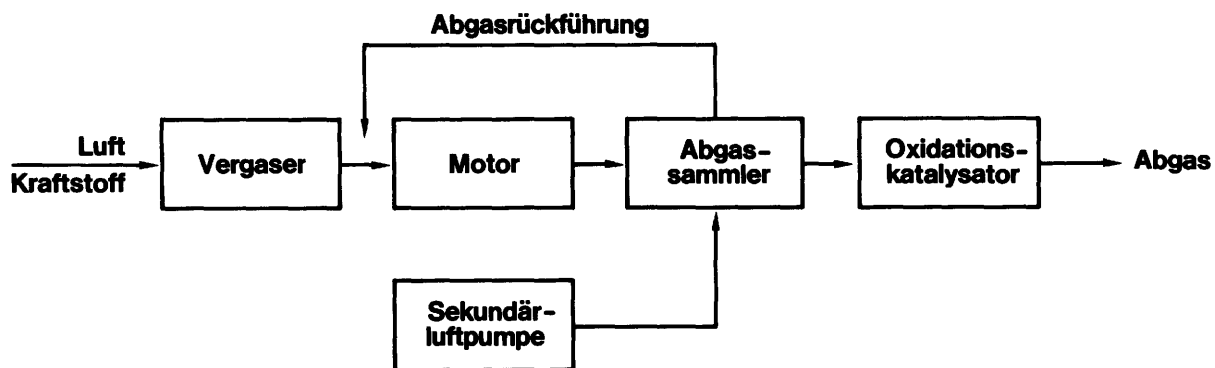 Abgasrückführung
Luft
Kraftstoff
Vergaser
Motor
Abgas-
sammler
Oxidations-
katalysator
Abgas
Sekundär-
luftpumpe